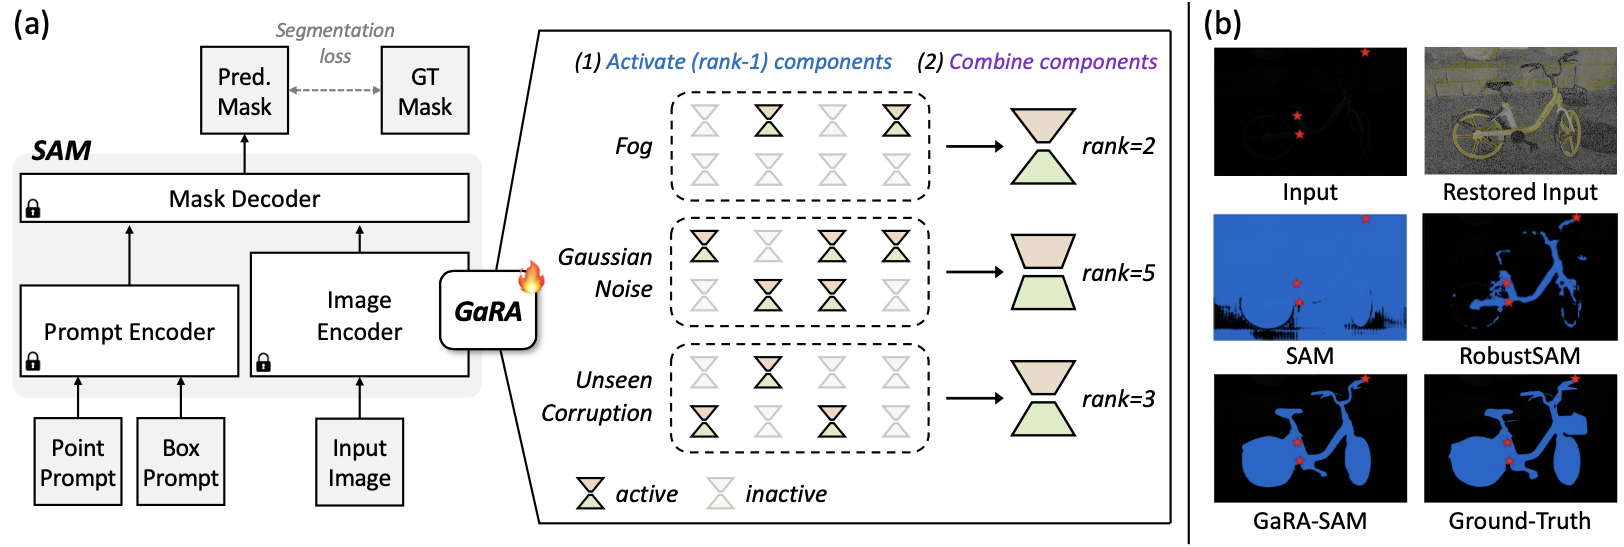 (a)
Segmentation
loss
Pred.
Mask
GT
Mask
SAM
Mask Decoder
Prompt Encoder
Image
Encoder
GaRA
Point
Prompt
Box
Prompt
Input
Image
(1) Activate (rank-1) components
(2) Combine components
Fog
rank=2
Gaussian
Noise
rank=5
Unseen
Corruption
rank=3
active
inactive
(b)
Input
Restored Input
SAM
RobustSAM
GaRA-SAM
Ground-Truth